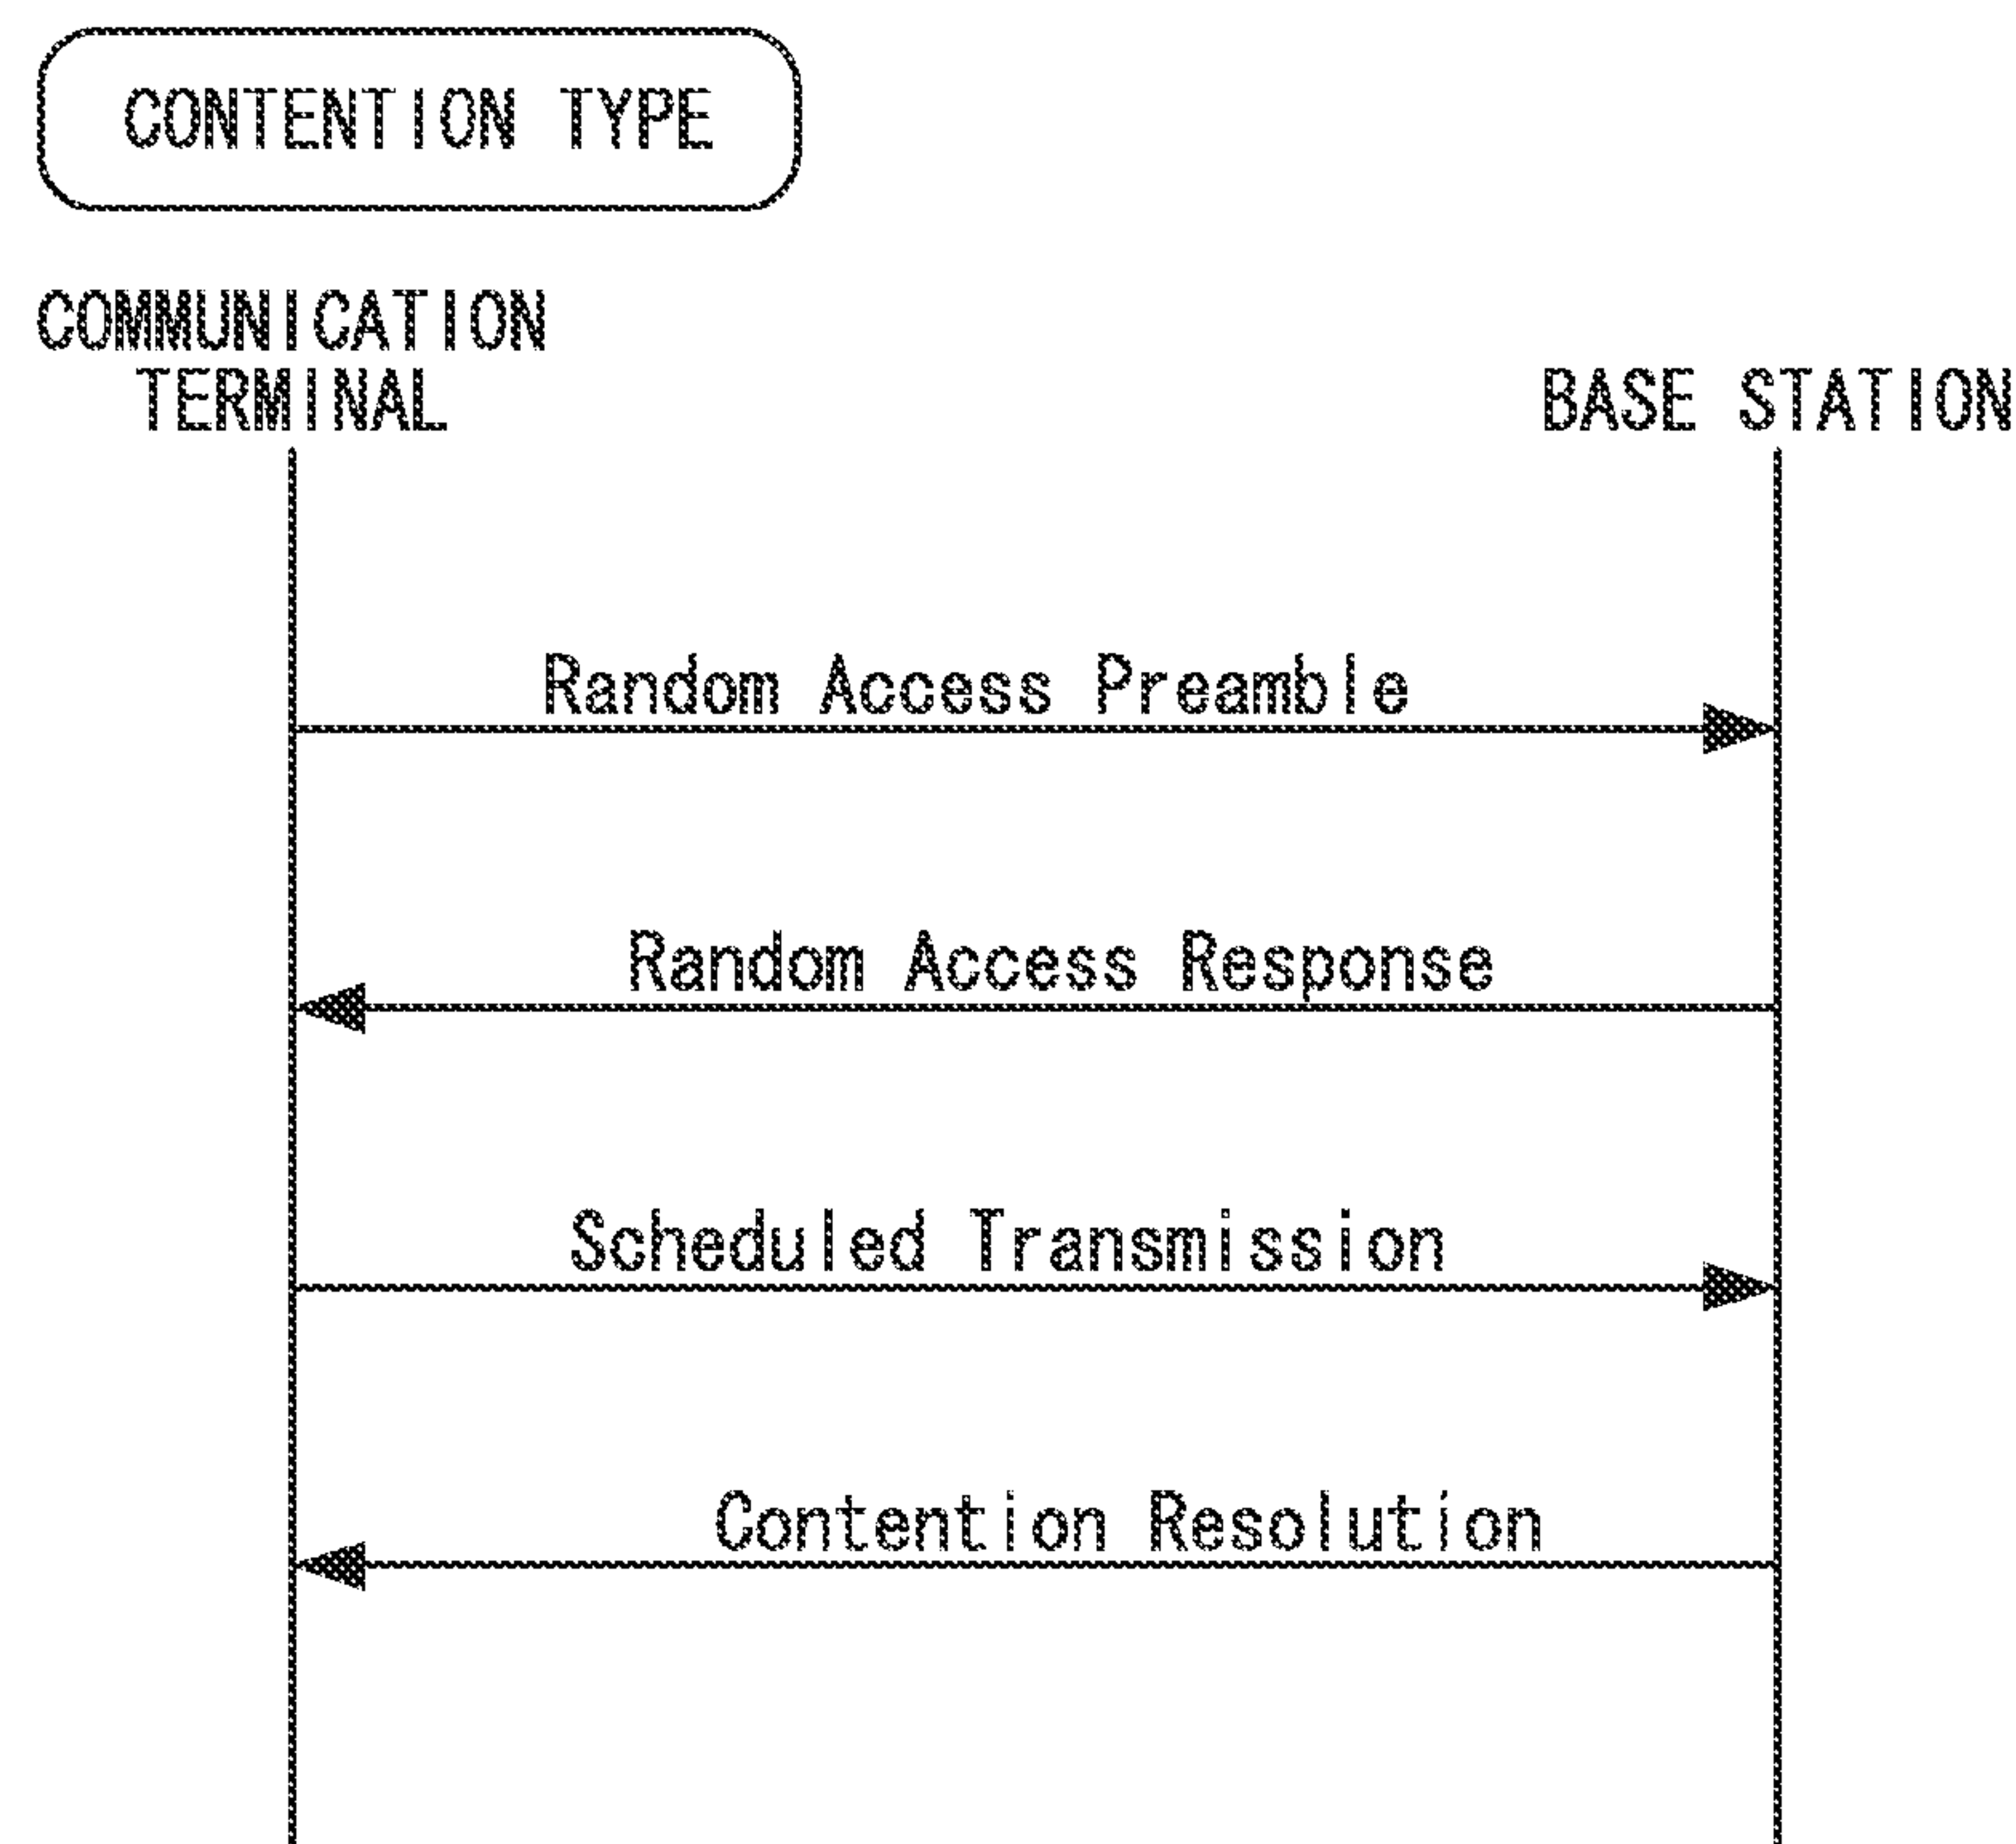 CONTENTION TYPE
COMMUNICATION
TERMINAL
BASE STATION
Random Access Preamble
Random Access Response
Scheduled Transmission
Contention Resolution